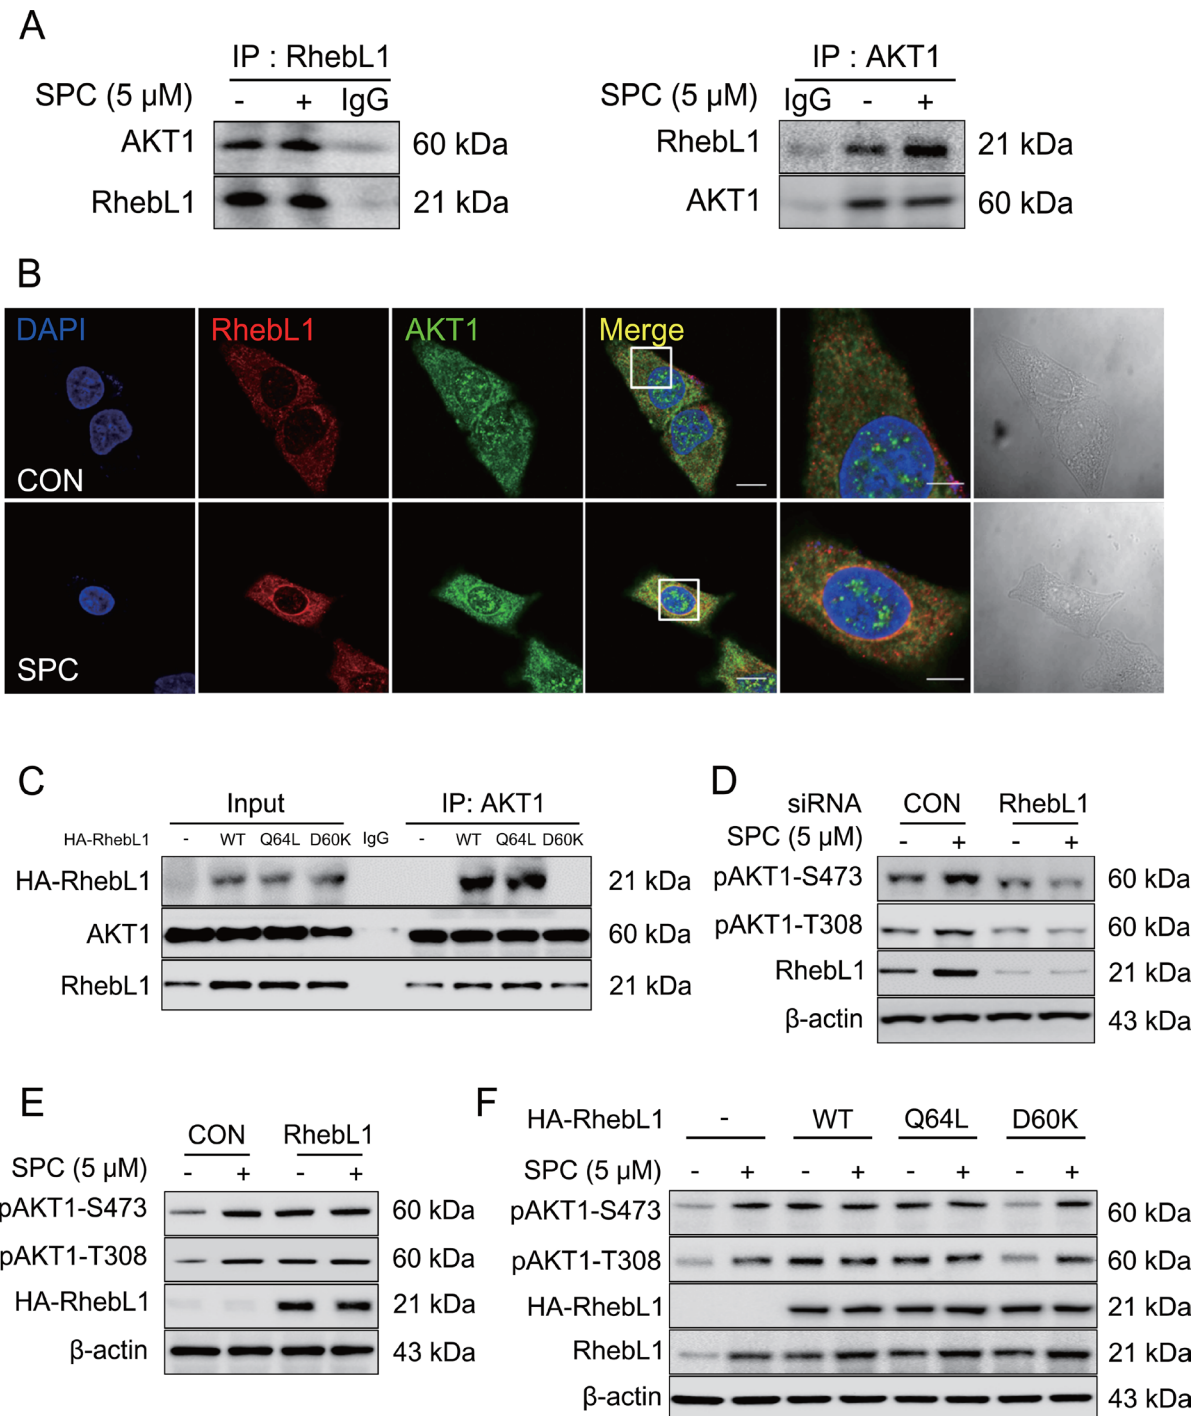 A
IP : RhebL1
SPC (5 μM) - + IgG
AKT1 60 kDa
RhebL1 21 kDa
IP : AKT1
SPC (5 μM) IgG - +
RhebL1 21 kDa
AKT1 60 kDa
B
DAPI RhebL1 AKT1 Merge
CON
SPC
C
Input IP: AKT1
HA-RhebL1 - WT Q64L D60K IgG - WT Q64L D60K
HA-RhebL1 21 kDa
AKT1 60 kDa
RhebL1 21 kDa
D
siRNA CON RhebL1
SPC (5 μM) - + - +
pAKT1-S473 60 kDa
pAKT1-T308 60 kDa
RhebL1 21 kDa
β-actin 43 kDa
E
CON RhebL1
SPC (5 μM) - + - +
pAKT1-S473 60 kDa
pAKT1-T308 60 kDa
HA-RhebL1 21 kDa
β-actin 43 kDa
F
HA-RhebL1 - WT Q64L D60K
SPC (5 μM) - + - + - + - +
pAKT1-S473 60 kDa
pAKT1-T308 60 kDa
HA-RhebL1 21 kDa
RhebL1 21 kDa
β-actin 43 kDa